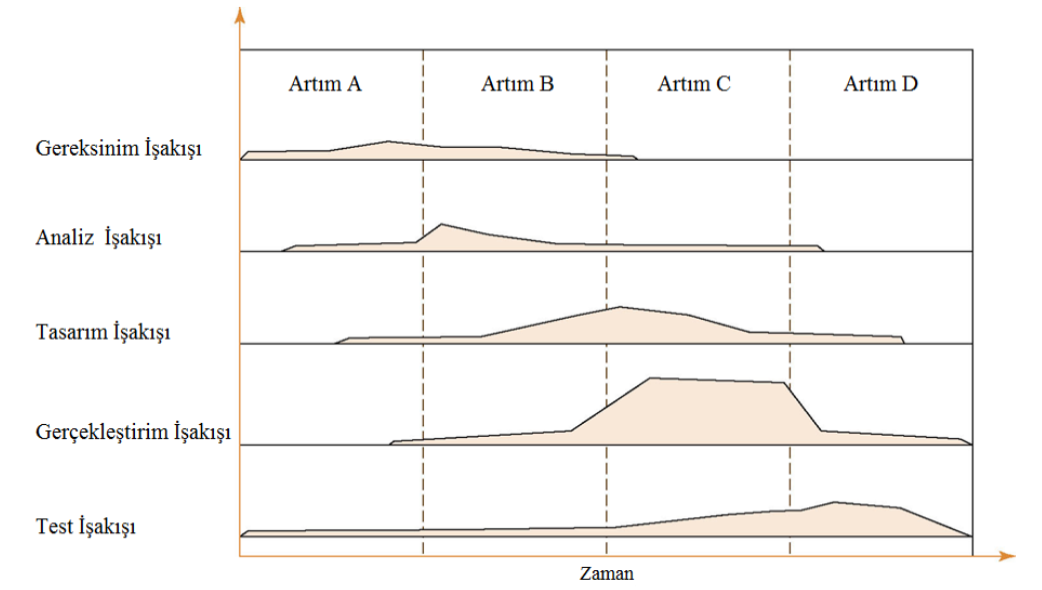 Artım A
Artım B
Artım C
Artım D
Gereksinim İşakışı
Analiz İşakışı
Tasarım İşakışı
Gerçekleştirim İşakışı
Test İşakışı
Zaman